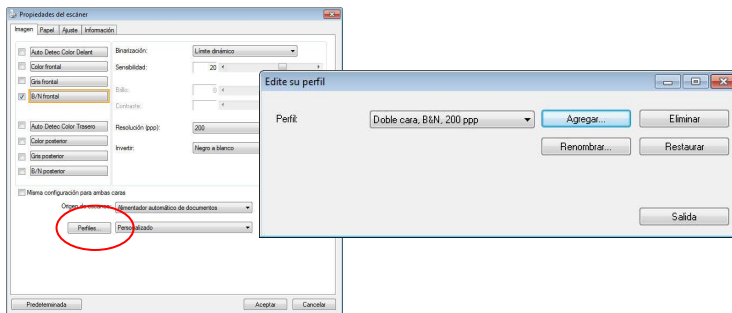 Propiedades del escáner
Imagen Papel Ajuste Información
Auto Detec Color Delant
Color frontal
Gris frontal
B/N frontal
Auto Detec Color Trasero
Color posterior
Gris posterior
B/N posterior
Binarización: Límite dinámico
Sensibilidad: 20
Brillo: 0
Contraste:
Resolución (ppp): 200
Invertir: Negro a blanco
Misma configuración para ambas caras
Origen de escaneo: Alimentador automático de documentos
Perfiles... Personalizado
Predeterminada Aceptar Cancelar
Edite su perfil
Perfil: Doble cara, B&N, 200 ppp Agregar... Eliminar
Renombrar... Restaurar
Salida